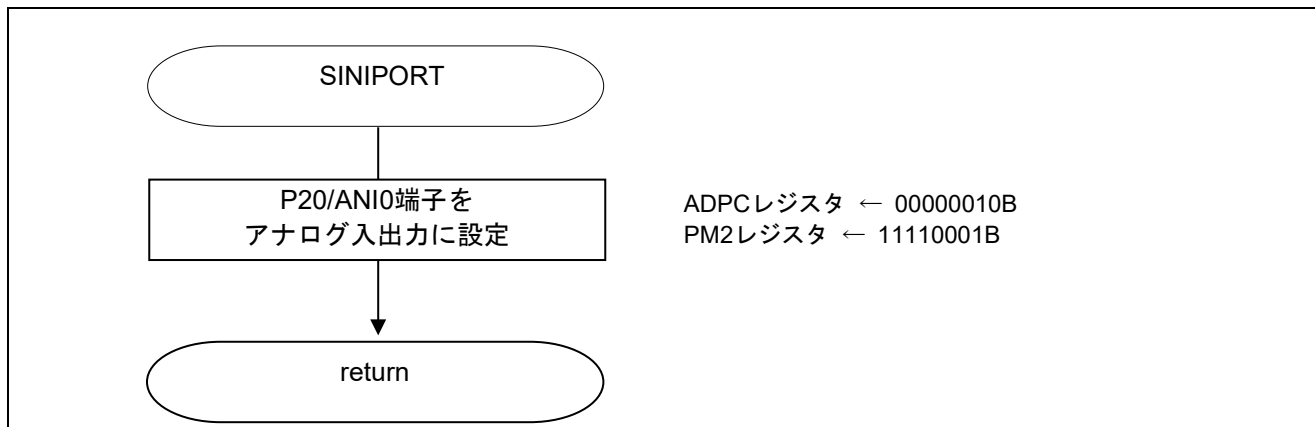 SINIPORT
P20/ANI0端子を
アナログ入出力に設定
ADPCレジスタ ← 00000010B
PM2レジスタ ← 11110001B
return